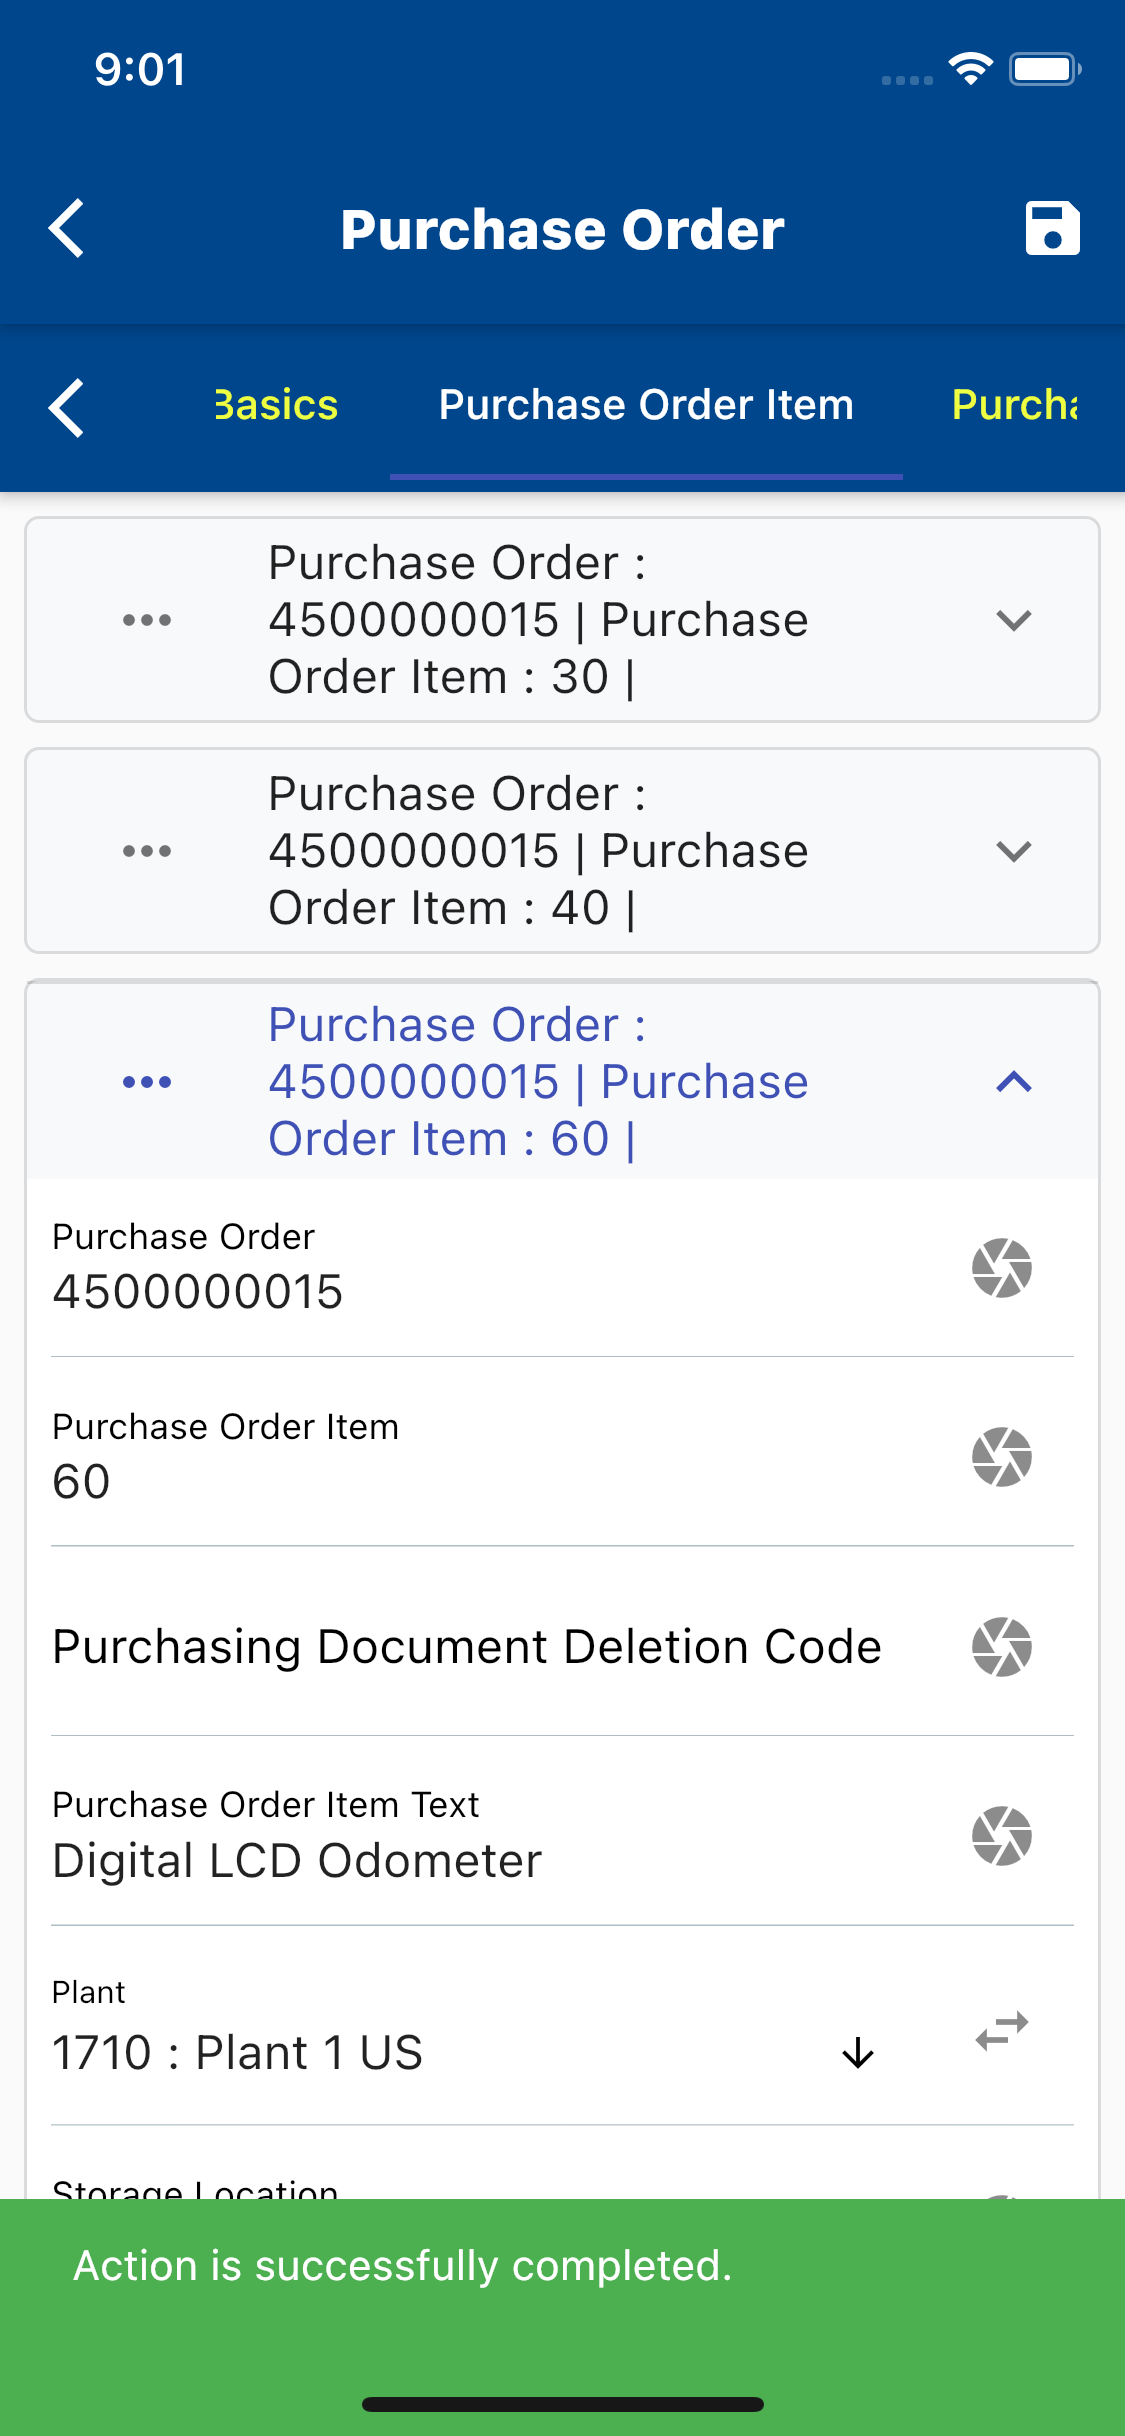 9:01
Purchase Order
Basics Purchase Order Item Purcha
Purchase Order :
4500000015 | Purchase
Order Item : 30 |
Purchase Order :
4500000015 | Purchase
Order Item : 40 |
Purchase Order :
4500000015 | Purchase
Order Item : 60 |
Purchase Order
4500000015
Purchase Order Item
60
Purchasing Document Deletion Code
Purchase Order Item Text
Digital LCD Odometer
Plant
1710 : Plant 1 US
Storage Location
Action is successfully completed.